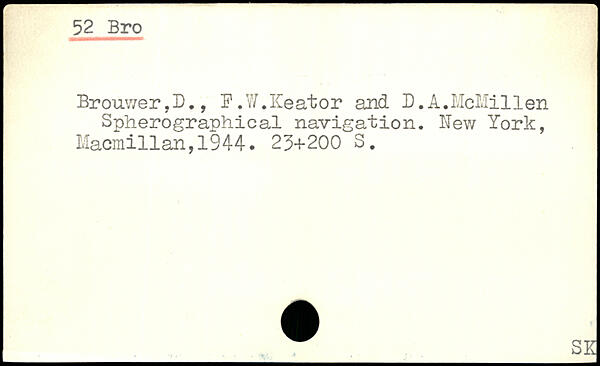 52 Bro
Brouwer,D., F.W.Keator and D.A.McMillen
Spherographical navigation. New York,
Macmillan,1944. 23+200 S.
SK